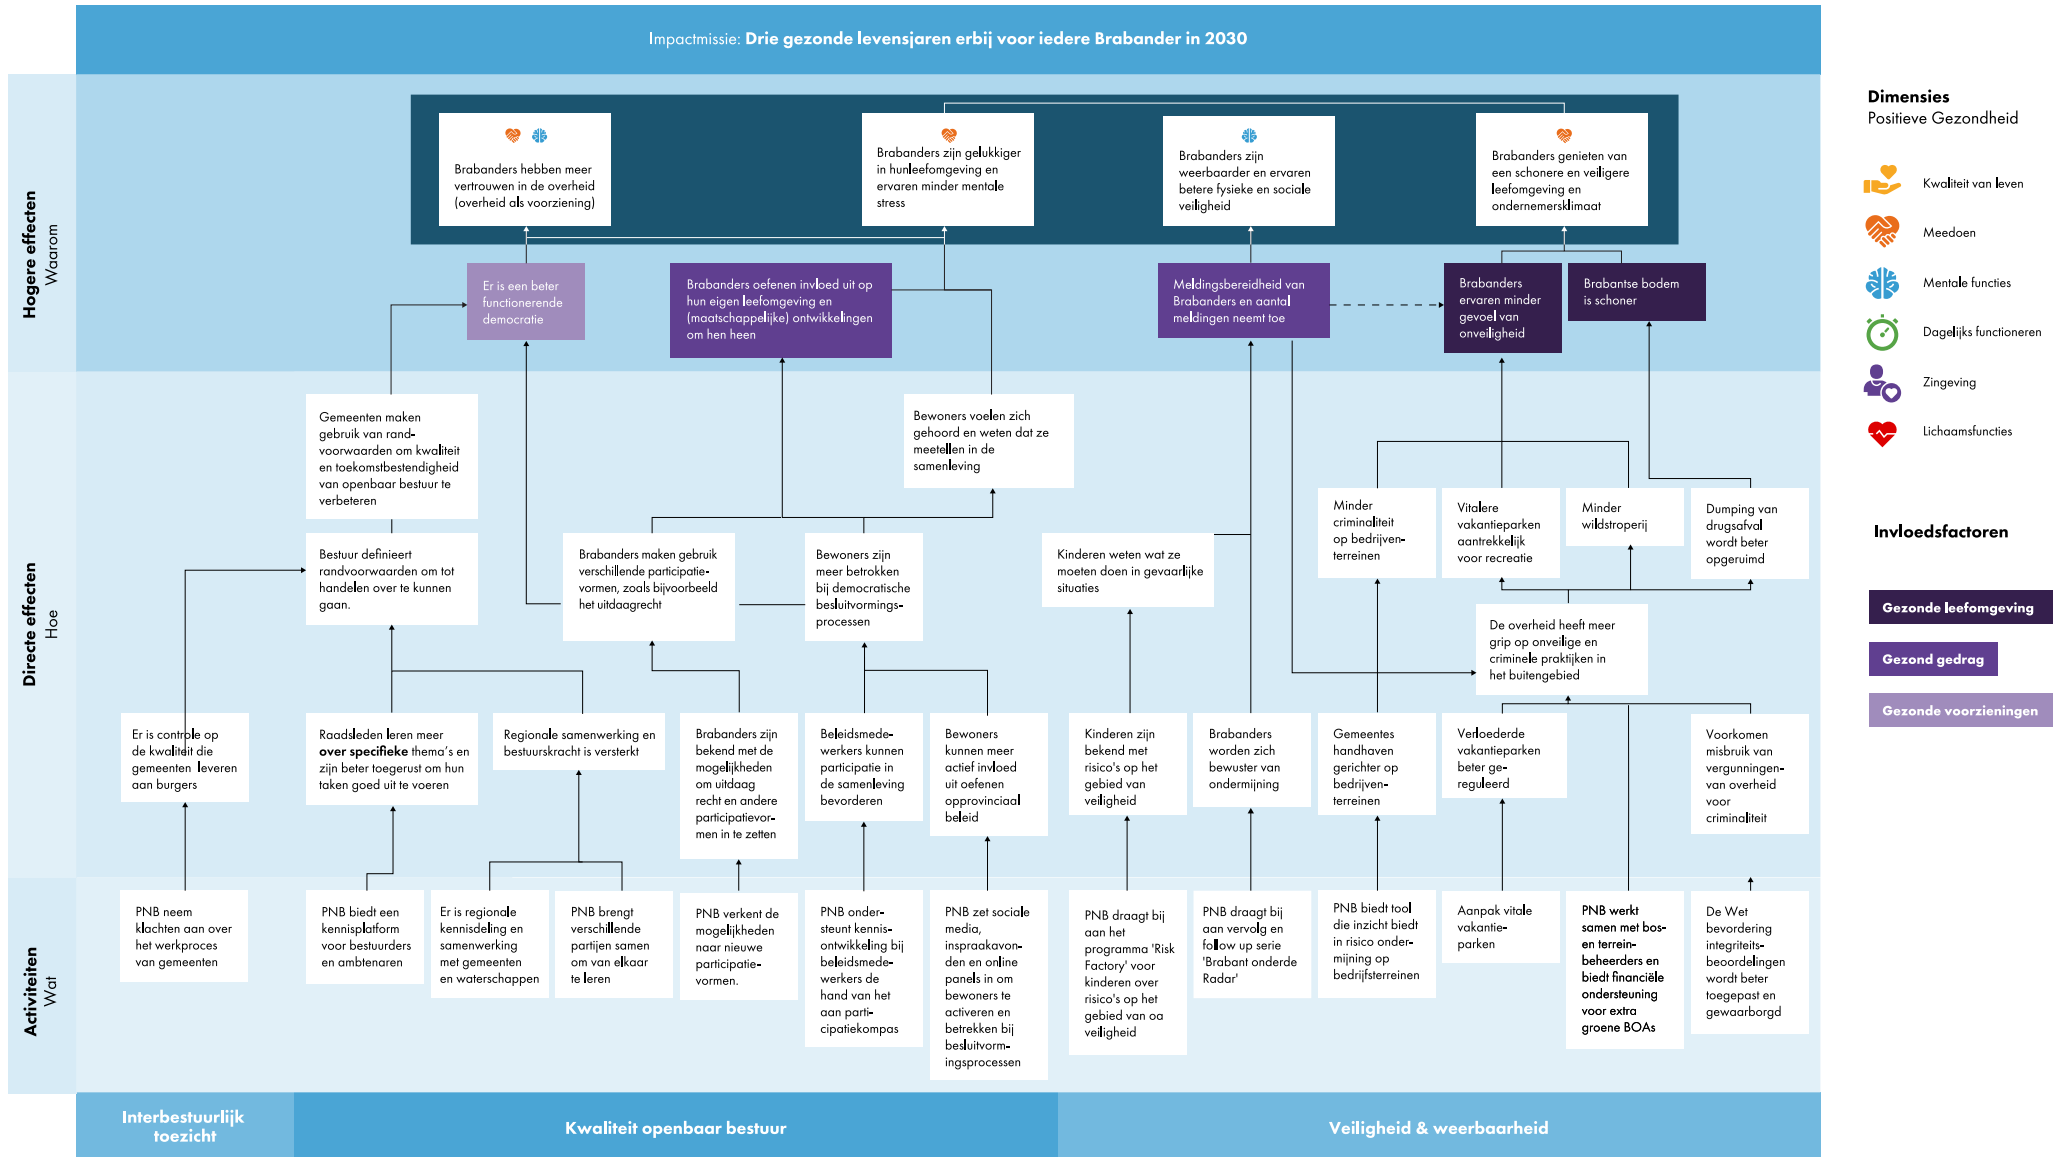 Impactmissie: Drie gezonde levensjaren erbij voor iedere Brabander in 2030
Hogere effecten
Waarom
Brabanders hebben meer
vertrouwen in de overheid
(overheid als voorziening)
Brabanders zijn gelukkiger
in hunleefomgeving en
ervaren minder mentale
stress
Brabanders zijn
weerbaarder en ervaren
betere fysieke en sociale
veiligheid
Brabanders genieten van
een schonere en veiligere
leefomgeving en
ondernemersklimaat
Er is een beter
functionerende
democratie
Brabanders oefenen invloed uit op
hun eigen leefomgeving en
(maatschappelijke) ontwikkelingen
om hen heen
Meldingsbereidheid van
Brabanders en aantal
meldingen neemt toe
Brabanders
ervaren minder
gevoel van
onveiligheid
Brabantse bodem
is schoner
Directe effecten
Hoe
Gemeenten maken
gebruik van rand-
voorwaarden om kwaliteit
en toekomstbestendigheid
van openbaar bestuur te
verbeteren
Bewoners voelen zich
gehoord en weten dat ze
meetellen in de
samenleving
Minder
criminaliteit
op bedrijven-
terreinen
Vitalere
vakantieparken
aantrekkelijk
voor recreatie
Minder
wildstroperij
Dumping van
drugsafval
wordt beter
opgeruimd
Bestuur definieert
randvoorwaarden om tot
handelen over te kunnen
gaan.
Brabanders maken gebruik
verschillende participatie-
vormen, zoals bijvoorbeeld
het uitdaagrecht
Bewoners zijn
meer betrokken
bij democratische
besluitvormings-
processen
Kinderen weten wat ze
moeten doen in gevaarlijke
situaties
De overheid heeft meer
grip op onveilige en
criminele praktijken in
het buitengebied
Er is controle op
de kwaliteit die
gemeenten leveren
aan burgers
Raadsleden leren meer
over specifieke thema's en
zijn beter toegerust om hun
taken goed uit te voeren
Regionale samenwerking en
bestuurskracht is versterkt
Brabanders zijn
bekend met de
mogelijkheden
om uitdaag
recht en andere
participatievor-
men in te zetten
Beleidsmede-
werkers kunnen
participatie in
de samenleving
bevorderen
Bewoners
kunnen meer
actief invloed
uit oefenen
opprovinciaal
beleid
Kinderen zijn
bekend met
risico's op het
gebied van
veiligheid
Brabanders
worden zich
bewuster van
ondermijning
Gemeentes
handhaven
gerichter op
bedrijven-
terreinen
Verloederde
vakantieparken
beter ge-
reguleerd
Voorkomen
misbruik van
vergunningen-
van overheid
voor
criminaliteit
Activiteiten
Wat
PNB neem
klachten aan over
het werkproces
van gemeenten
PNB biedt een
kennisplatform
voor bestuurders
en ambtenaren
Er is regionale
kennisdeling en
samenwerking
met gemeenten
en waterschappen
PNB brengt
verschillende
partijen samen
om van elkaar
te leren
PNB verkent de
mogelijkheden
naar nieuwe
participatie-
vormen.
PNB onder-
steunt kennis-
ontwikkeling bij
beleidsmede-
werkers de
hand van het
aan parti-
cipatiekompas
PNB zet sociale
media,
inspraakavon-
den en online
panels in om
bewoners te
activeren en
betrekken bij
besluitvorm-
ingsprocessen
PNB draagt bij
aan het
programma 'Risk
Factory' voor
kinderen over
risico's op het
gebied van oa
veiligheid
PNB draagt bij
aan vervolg en
follow up serie
'Brabant onderde
Radar'
PNB biedt tool
die inzicht biedt
in risico onder-
mijning op
bedrijfsterreinen
Aanpak vitale
vakantie-
parken
PNB werkt
samen met bos-
en terrein-
beheerders en
biedt financiële
ondersteuning
voor extra
groene BOAs
De Wet
bevordering
integriteits-
beoordelingen
wordt beter
toegepast en
gewaarborgd
Interbestuurlijk
toezicht
Kwaliteit openbaar bestuur
Veiligheid & weerbaarheid
Dimensies
Positieve Gezondheid
Kwaliteit van leven
Meedoen
Mentale functies
Dagelijks functioneren
Zingeving
Lichaamsfuncties
Invloedsfactoren
Gezonde leefomgeving
Gezond gedrag
Gezonde voorzieningen